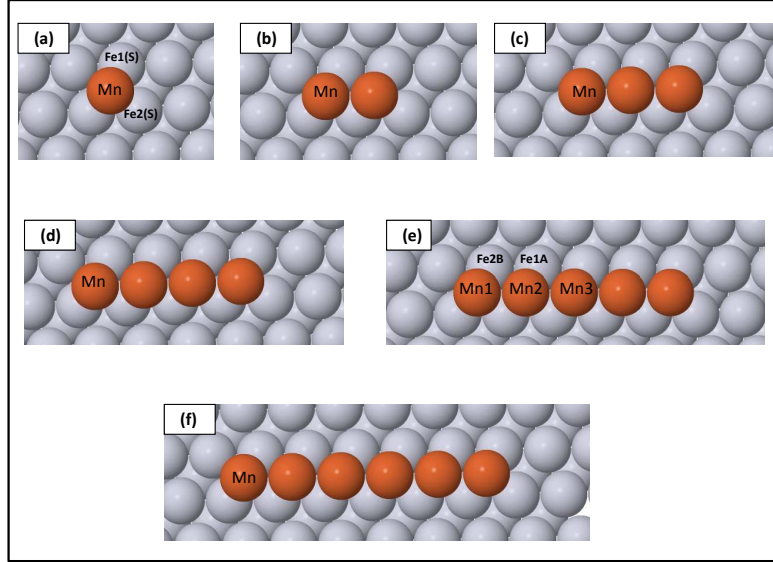 (a)
Fe1(S)
Mn
Fe2(S)
(b)
Mn
(c)
Mn
(d)
Mn
(e)
Fe2B Fe1A
Mn1 Mn2 Mn3
(f)
Mn